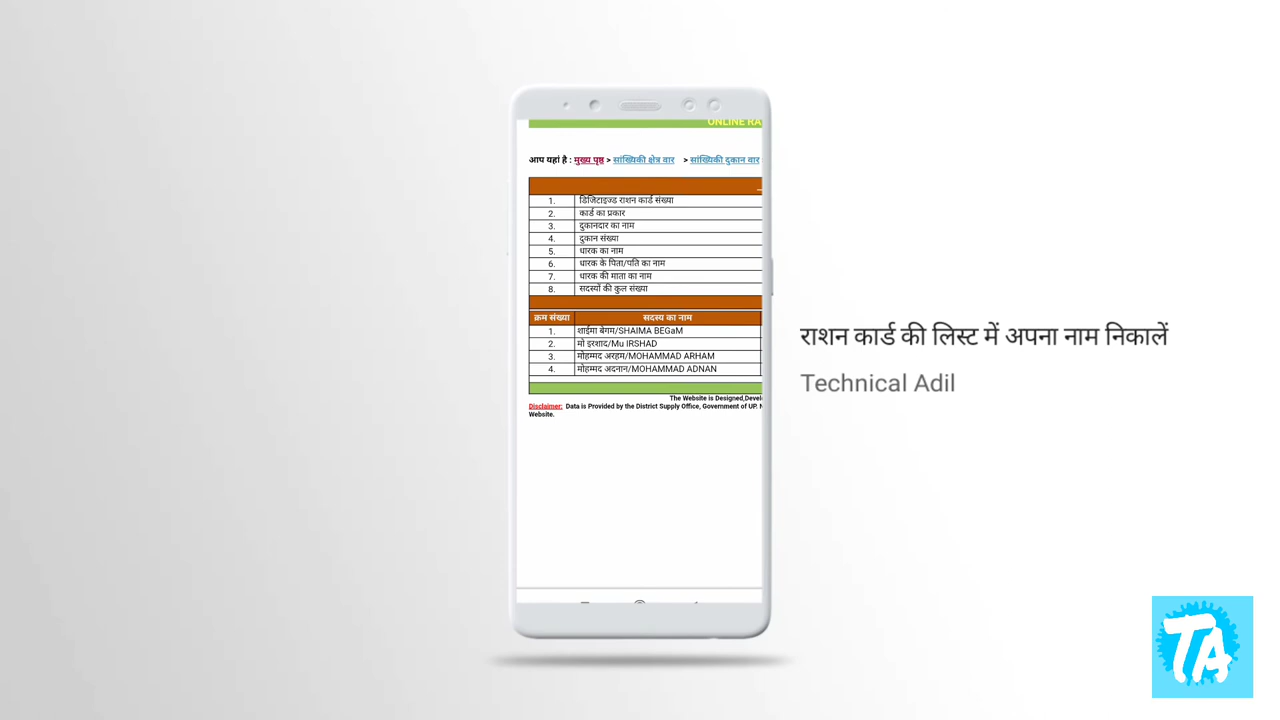 ONLINE RA
आप यहां है : मुख्य पृष्ठ > सांख्यिकी क्षेत्र वार > सांख्यिकी दुकान वार
1. डिजिटाइज्ड राशन कार्ड संख्या
2. कार्ड का प्रकार
3. दुकानदार का नाम
4. दुकान संख्या
5. धारक का नाम
6. धारक के पिता/पति का नाम
7. धारक की माता का नाम
8. सदस्यों की कुल संख्या
क्रम संख्या सदस्य का नाम
1. शाईमा बेगम/SHAIMA BEGaM
2. मो इरशाद/Mu IRSHAD
3. मोहम्मद अरहम/MOHAMMAD ARHAM
4. मोहम्मद अदनान/MOHAMMAD ADNAN
The Website is Designed,Devel
Disclaimer: Data is Provided by the District Supply Office, Government of UP. N
Website.
राशन कार्ड की लिस्ट में अपना नाम निकालें
Technical Adil
TA